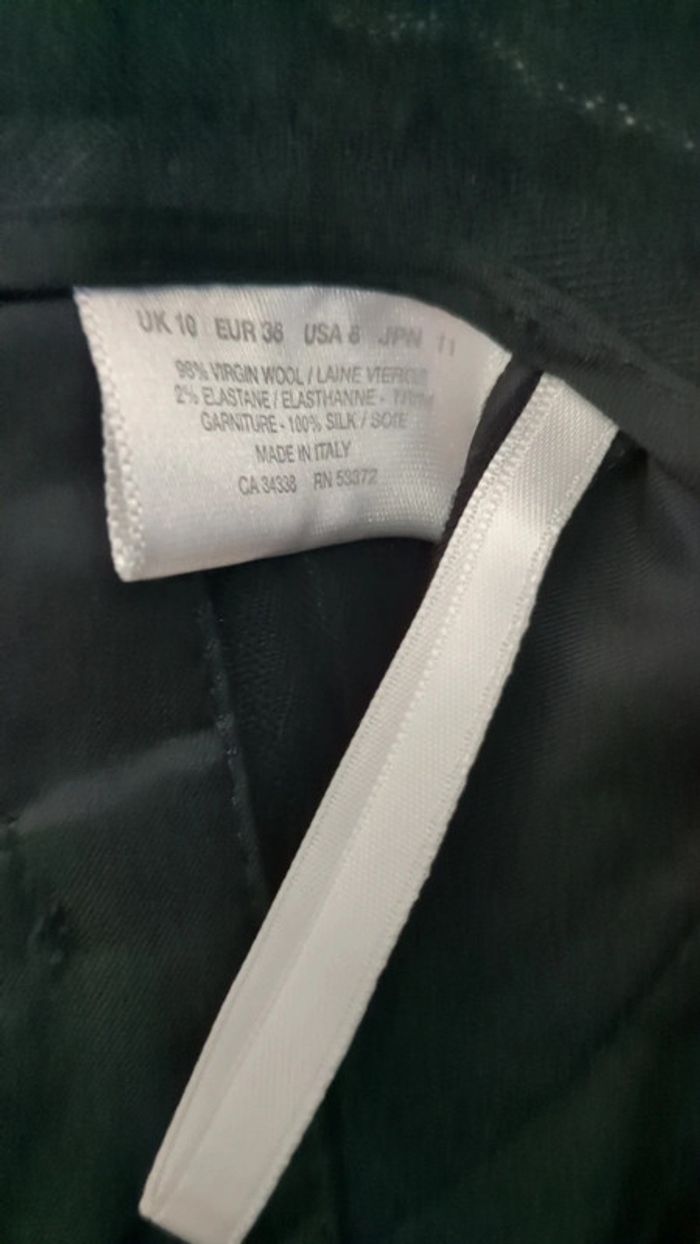 UK 10 EUR 36 USA 6 JPN 11
98% VIRGIN WOOL / LAINE VIERGE
2% ELASTANE / ELASTHANNE - TRIM/
GARNITURE - 100% SILK / SOIE
MADE IN ITALY
CA 34338 RN 53372